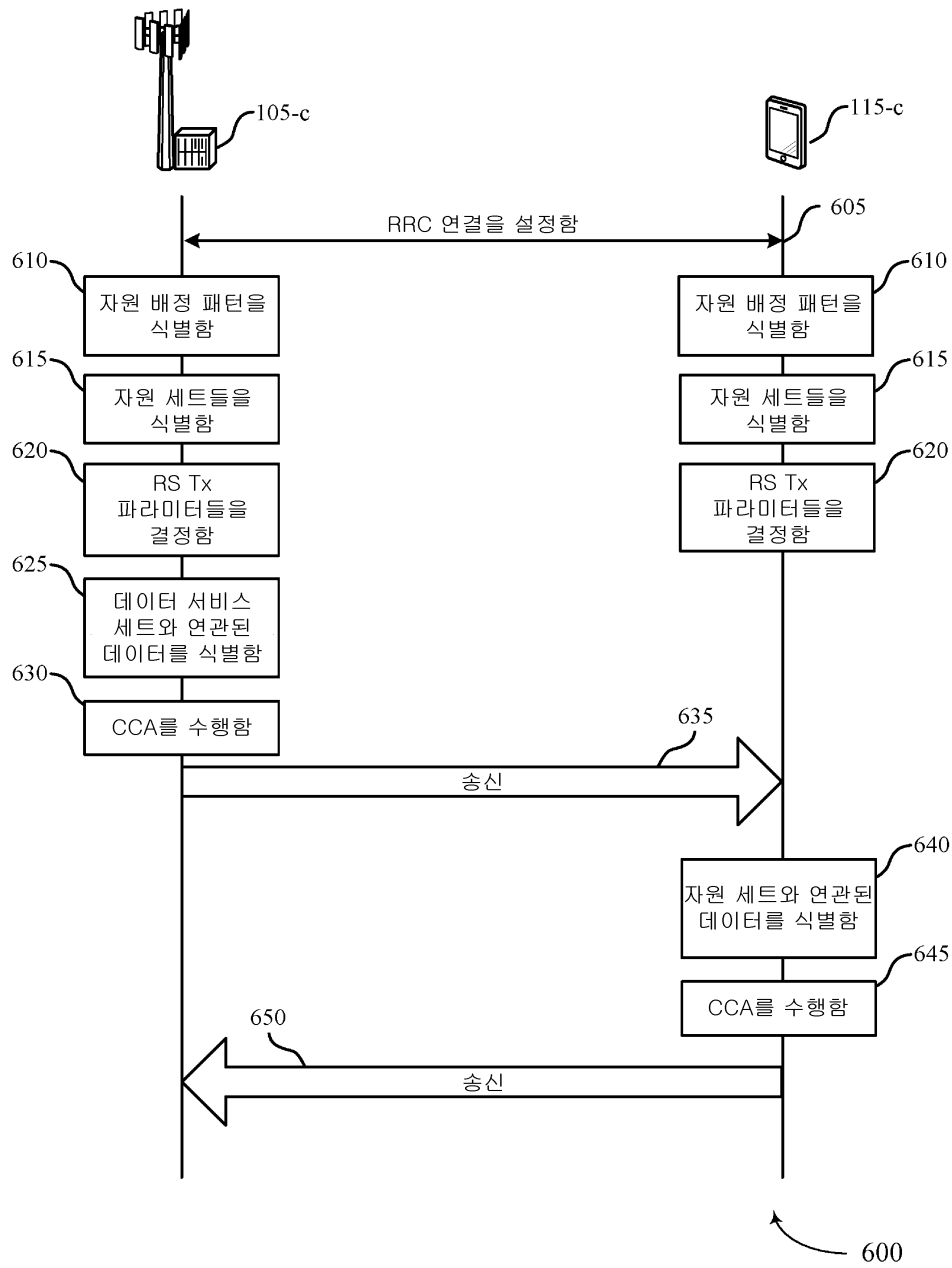 105-c
115-c
605
RRC 연결을 설정함
610
610
자원 배정 패턴을
식별함
자원 배정 패턴을
식별함
615
615
자원 세트들을
식별함
자원 세트들을
식별함
620
620
RS Tx
파라미터들을
결정함
RS Tx
파라미터들을
결정함
625
데이터 서비스
세트와 연관된
데이터를 식별함
630
CCA를 수행함
635
송신
640
자원 세트와 연관된
데이터를 식별함
645
CCA를 수행함
650
송신
600